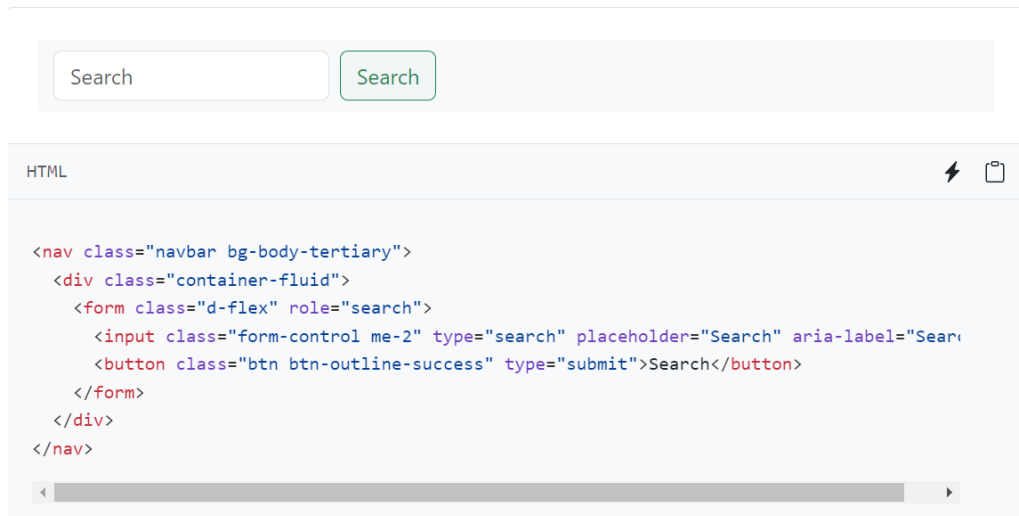 Search Search
HTML
<nav class="navbar bg-body-tertiary">
  <div class="container-fluid">
    <form class="d-flex" role="search">
      <input class="form-control me-2" type="search" placeholder="Search" aria-label="Sear
      <button class="btn btn-outline-success" type="submit">Search</button>
    </form>
  </div>
</nav>